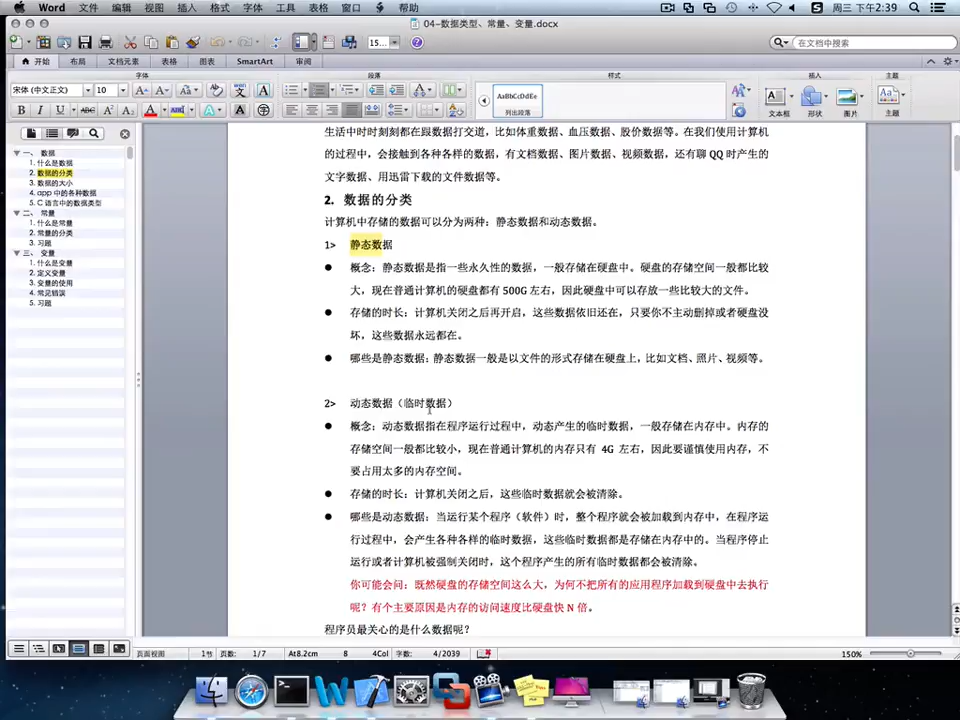 Word 文件 编辑 视图 插入 格式 字体 工具 表格 窗口 帮助 周三 下午2:39
04-数据类型、常量、变量.docx
15... 在文档中搜索
开始 布局 文档元素 表格 图表 SmartArt 审阅
字体 段落 样式 插入 主题
宋体 (中文正文) 10 AaBbCcDdEe
列出段落 文本框 形状 图片 主题
一、 数据
1. 什么是数据
2. 数据的分类
3. 数据的大小
4. app 中的各种数据
5. C 语言中的数据类型
二、 常量
1. 什么是常量
2. 常量的分类
3. 习题
三、 变量
1. 什么是变量
2. 定义变量
3. 变量的使用
4. 常见错误
5. 习题
生活中时时刻刻都在跟数据打交道，比如体重数据、血压数据、股价数据等。在我们使用计算机
的过程中，会接触到各种各样的数据，有文档数据、图片数据、视频数据，还有聊 QQ 时产生的
文字数据、用迅雷下载的文件数据等。
2. 数据的分类
计算机中存储的数据可以分为两种：静态数据和动态数据。
1> 静态数据
● 概念：静态数据是指一些永久性的数据，一般存储在硬盘中。硬盘的存储空间一般都比较
大，现在普通计算机的硬盘都有 500G 左右，因此硬盘中可以存放一些比较大的文件。
● 存储的时长：计算机关闭之后再开启，这些数据依旧还在，只要你不主动删掉或者硬盘没
坏，这些数据永远都在。
● 哪些是静态数据：静态数据一般是以文件的形式存储在硬盘上，比如文档、照片、视频等。
2> 动态数据（临时数据）
● 概念：动态数据指在程序运行过程中，动态产生的临时数据，一般存储在内存中。内存的
存储空间一般都比较小，现在普通计算机的内存只有 4G 左右，因此要谨慎使用内存，不
要占用太多的内存空间。
● 存储的时长：计算机关闭之后，这些临时数据就会被清除。
● 哪些是动态数据：当运行某个程序（软件）时，整个程序就会被加载到内存中，在程序运
行过程中，会产生各种各样的临时数据，这些临时数据都是存储在内存中的。当程序停止
运行或者计算机被强制关闭时，这个程序产生的所有临时数据都会被清除。
你可能会问：既然硬盘的存储空间这么大，为何不把所有的应用程序加载到硬盘中去执行
呢？有个主要原因是内存的访问速度比硬盘快 N 倍。
程序员最关心的是什么数据呢？
页面视图 1节 页数: 1/7 At8.2cm 8 4Col 字数: 4/2039 150%